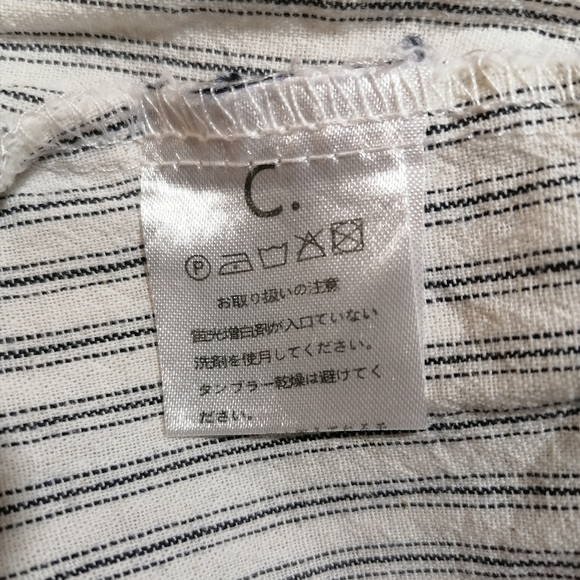 C.
P
お取り扱いの注意
蛍光増白剤が入口ていない
洗剤を使用してください。
タンブラー乾燥は避けてく
ださい。